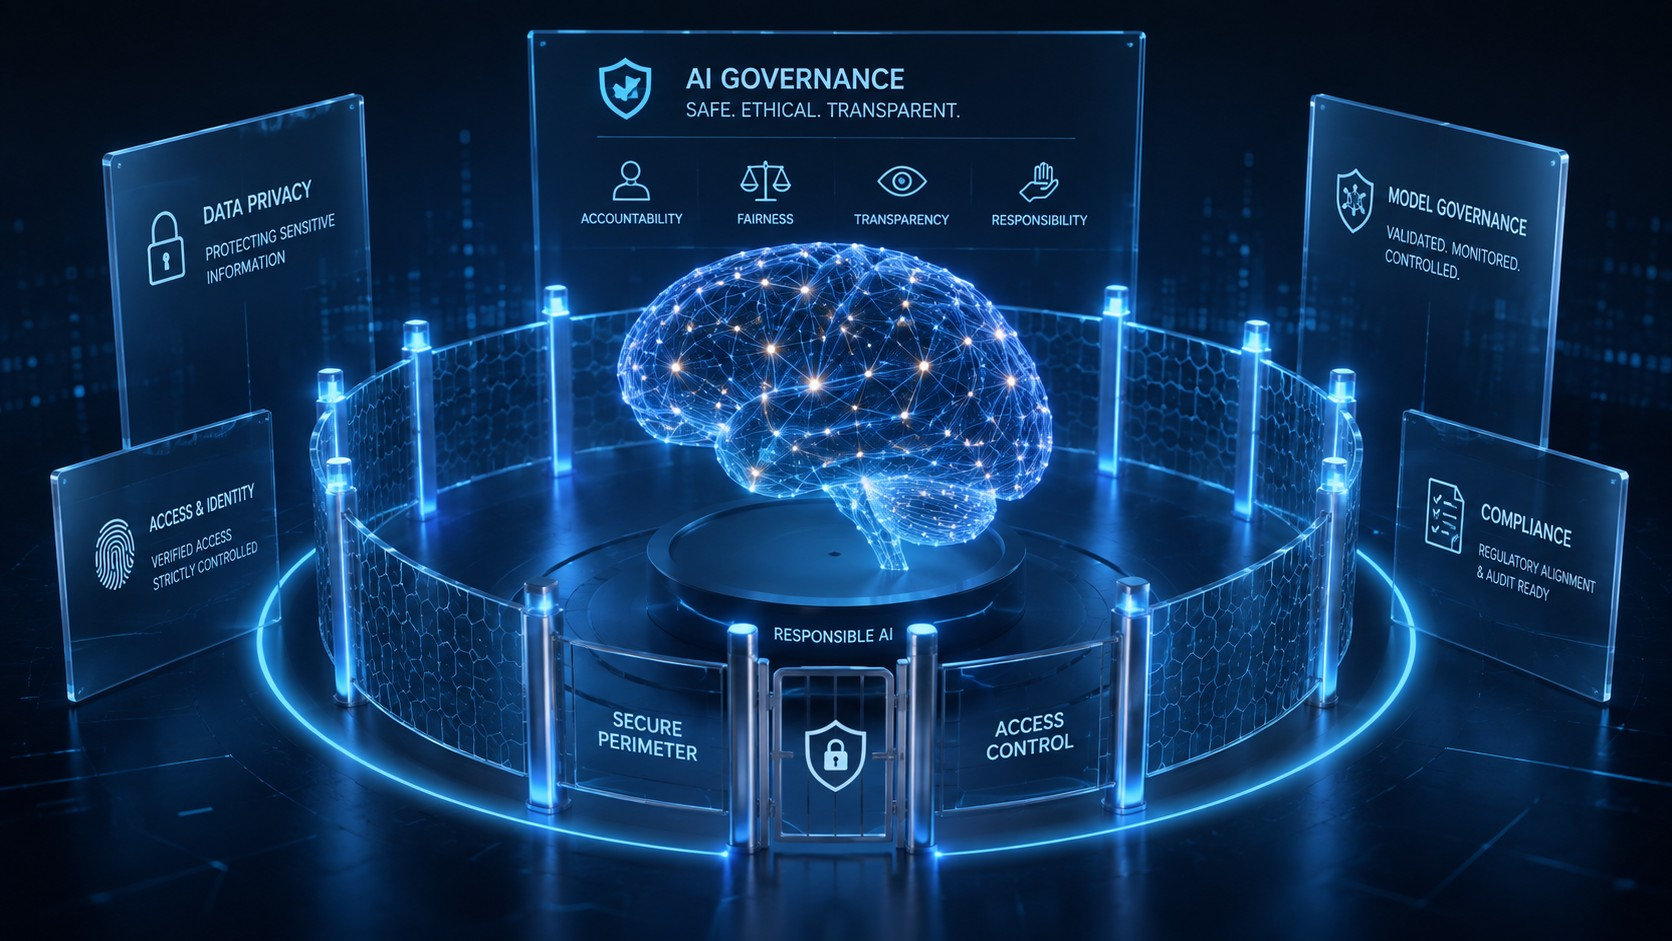 AI GOVERNANCE
SAFE. ETHICAL. TRANSPARENT.
ACCOUNTABILITY
FAIRNESS
TRANSPARENCY
RESPONSIBILITY
DATA PRIVACY
PROTECTING SENSITIVE
INFORMATION
MODEL GOVERNANCE
VALIDATED. MONITORED.
CONTROLLED.
ACCESS & IDENTITY
VERIFIED ACCESS
STRICTLY CONTROLLED
COMPLIANCE
REGULATORY ALIGNMENT
& AUDIT READY
RESPONSIBLE AI
SECURE
PERIMETER
ACCESS
CONTROL